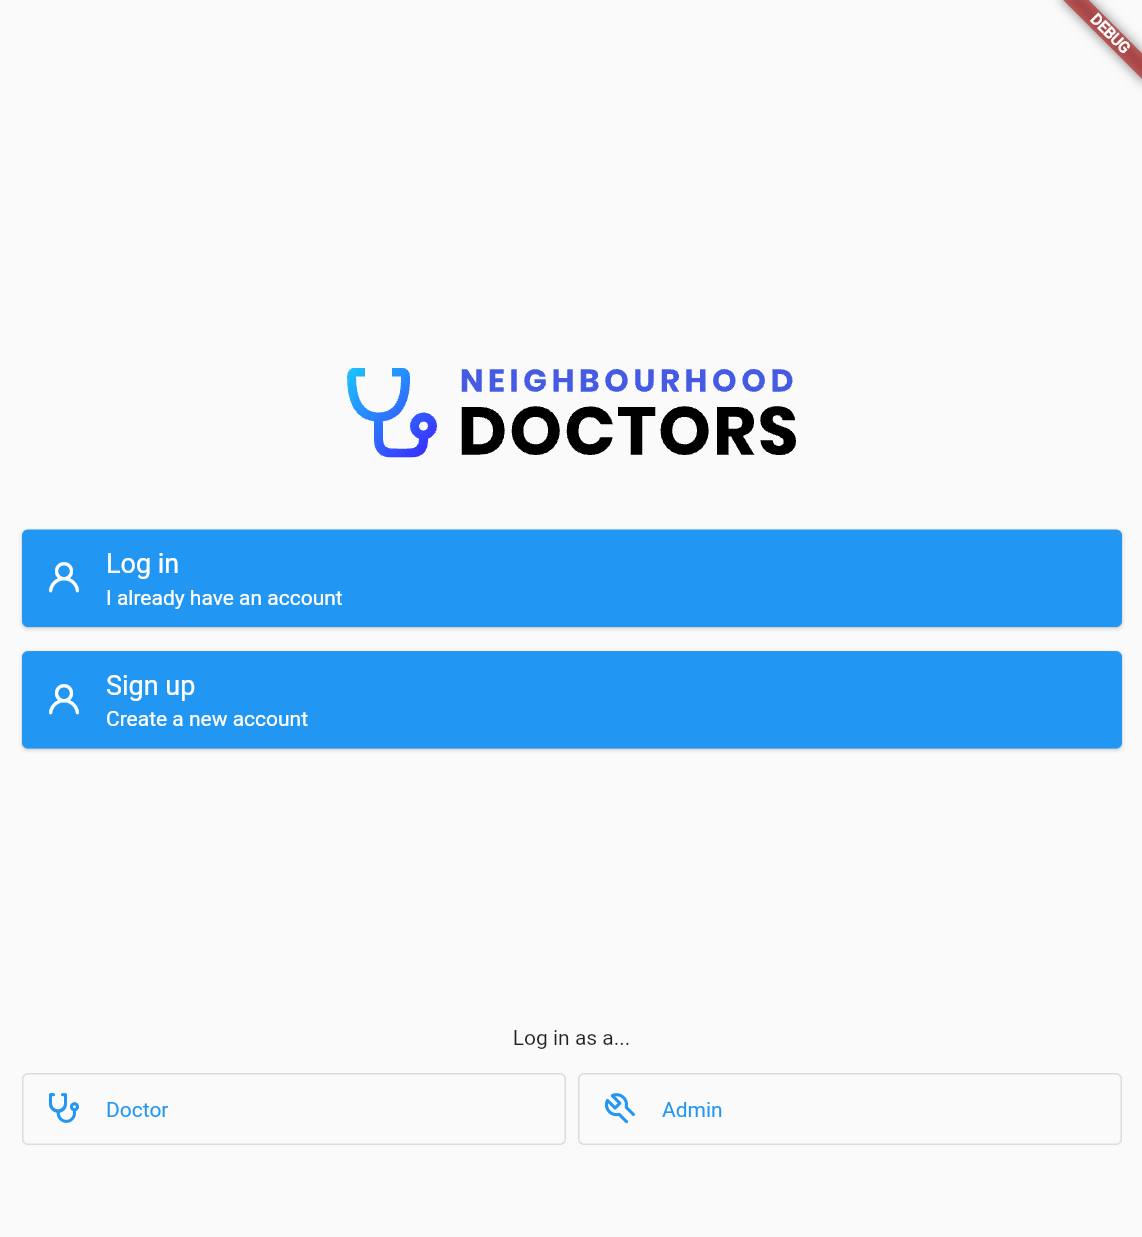 DEBUG
NEIGHBOURHOOD
DOCTORS
Log in
I already have an account
Sign up
Create a new account
Log in as a...
Doctor
Admin